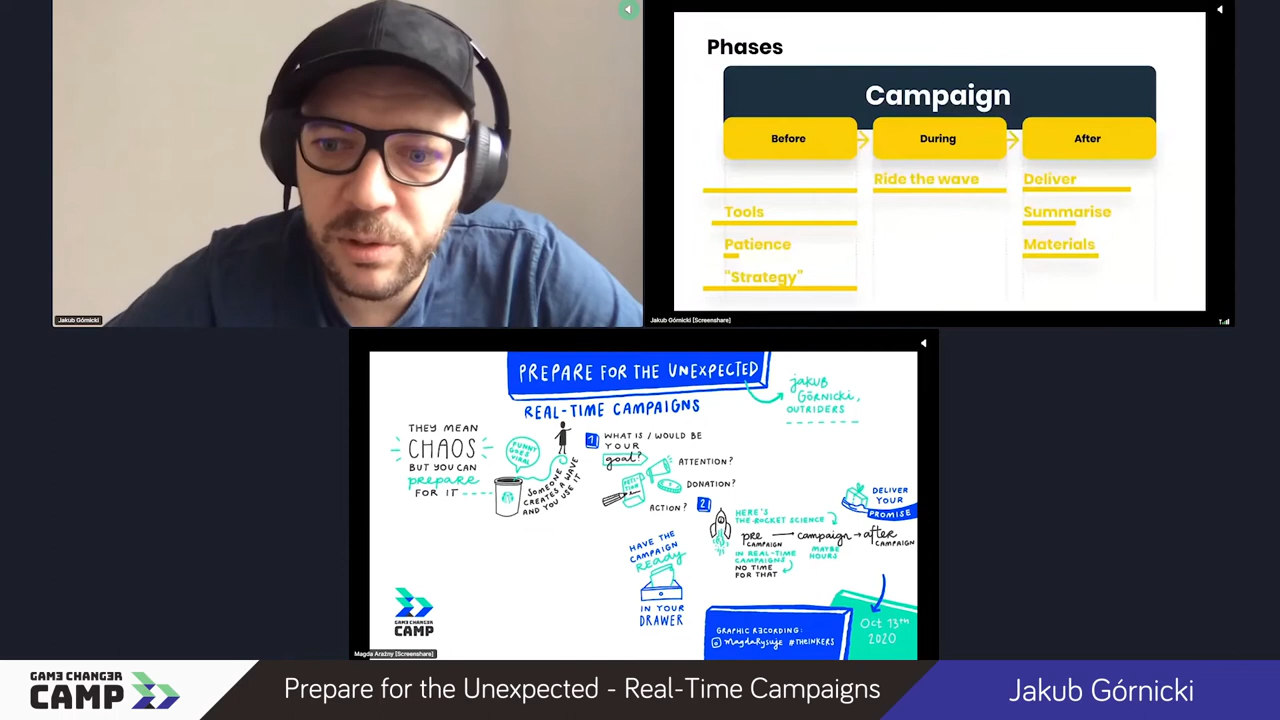 Jakub Górnicki
Phases
Campaign
Before
During
After
Ride the wave
Deliver
Tools
Summarise
Patience
Materials
"Strategy"
Jakub Górnicki [Screenshare]
PREPARE FOR THE UNEXPECTED
REAL-TIME CAMPAIGNS
jakub
GÓRNICKI,
OUTRIDERS
THEY MEAN
CHAOS
BUT YOU CAN
prepare
FOR IT
FUNNY
GOES
VIRAL
SOMEONE
CREATES A WAVE
AND YOU USE IT
1
WHAT IS / WOULD BE
YOUR
goal?
PETI-
TION
ATTENTION?
DONATION?
ACTION?
2
HERE'S
THE ROCKET SCIENCE
pre
CAMPAIGN
campaign
after
CAMPAIGN
IN REAL-TIME
CAMPAIGNS
NO TIME
FOR THAT
MAYBE
HOURS
DELIVER
YOUR
PROMISE
HAVE THE
CAMPAIGN
READY
IN YOUR
DRAWER
GAME CHANGER
CAMP
GRAPHIC RECORDING:
@magdaRysuje #THEINKERS
Oct 13TH
2020
Magda Arażny [Screenshare]
GAME CHANGER
CAMP
Prepare for the Unexpected - Real-Time Campaigns
Jakub Górnicki